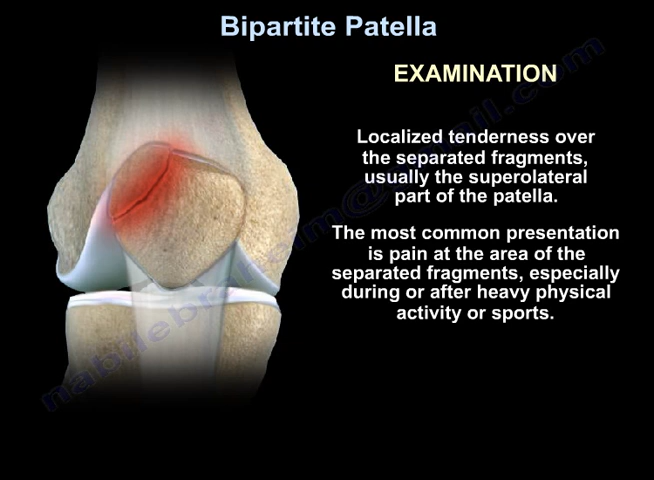 Bipartite Patella
EXAMINATION
Localized tenderness over
the separated fragments,
usually the superolateral
part of the patella.
The most common presentation
is pain at the area of the
separated fragments, especially
during or after heavy physical
activity or sports.